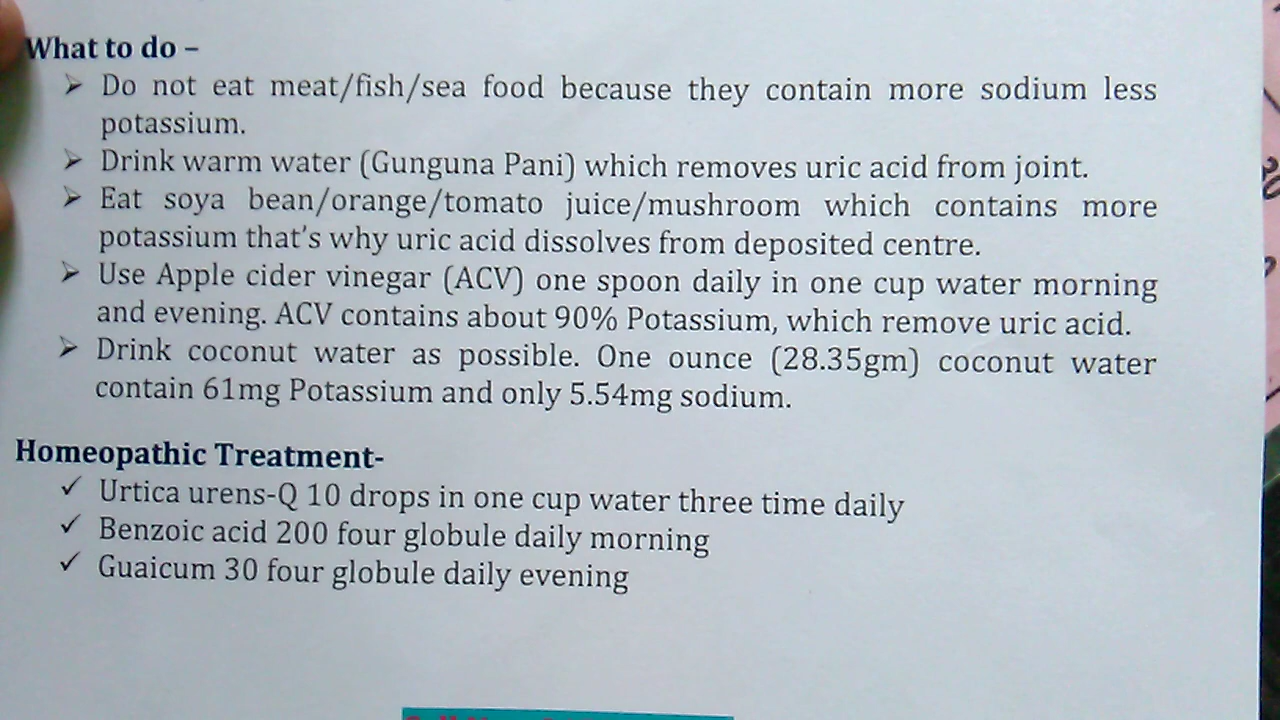 What to do –
➢ Do not eat meat/fish/sea food because they contain more sodium less
potassium.
➢ Drink warm water (Gunguna Pani) which removes uric acid from joint.
➢ Eat soya bean/orange/tomato juice/mushroom which contains more
potassium that's why uric acid dissolves from deposited centre.
➢ Use Apple cider vinegar (ACV) one spoon daily in one cup water morning
and evening. ACV contains about 90% Potassium, which remove uric acid.
➢ Drink coconut water as possible. One ounce (28.35gm) coconut water
contain 61mg Potassium and only 5.54mg sodium.
Homeopathic Treatment-
✓ Urtica urens-Q 10 drops in one cup water three time daily
✓ Benzoic acid 200 four globule daily morning
✓ Guaicum 30 four globule daily evening